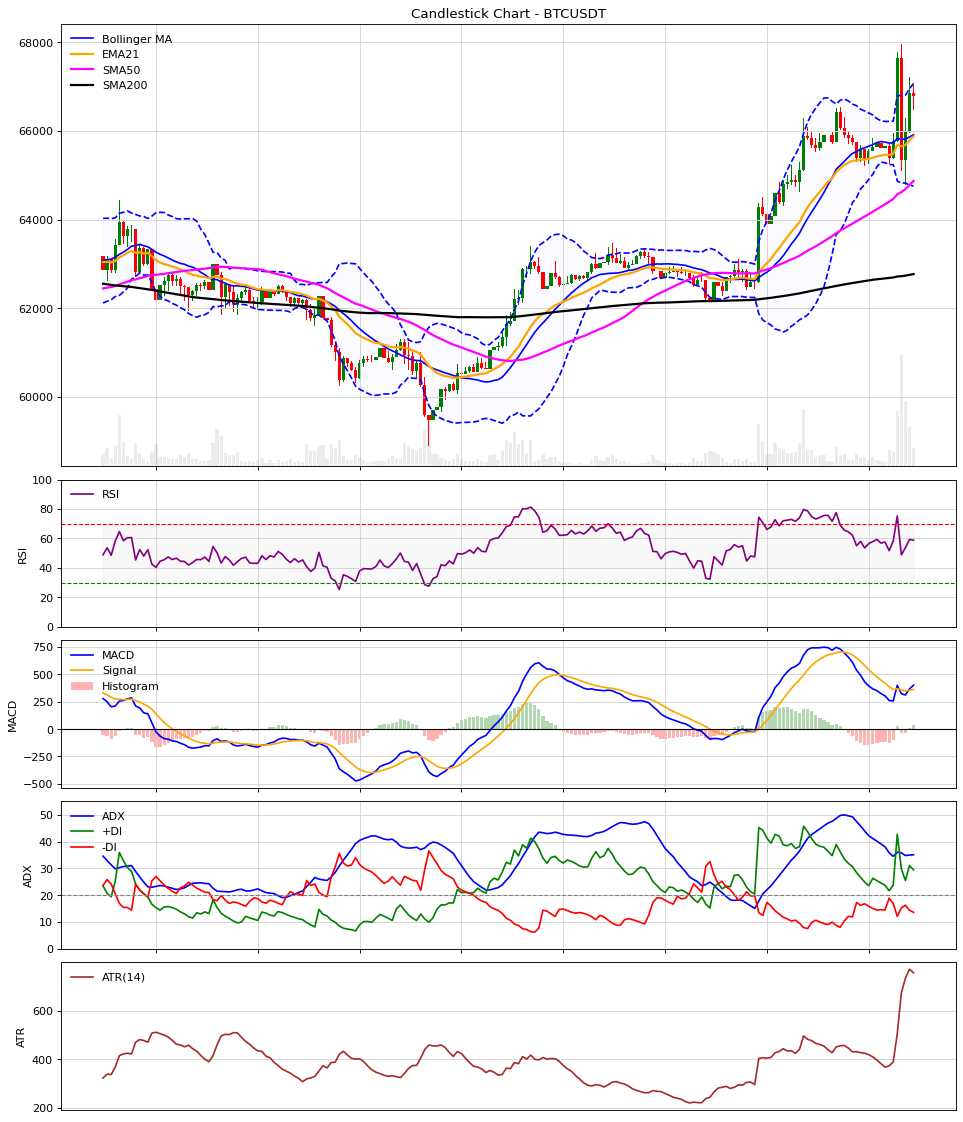 Candlestick Chart - BTCUSDT
68000
66000
64000
62000
60000
Bollinger MA
EMA21
SMA50
SMA200
100
80
60
40
20
0
RSI
RSI
750
500
250
0
−250
−500
MACD
MACD
Signal
Histogram
50
40
30
20
10
0
ADX
ADX
+DI
-DI
600
400
200
ATR
ATR(14)